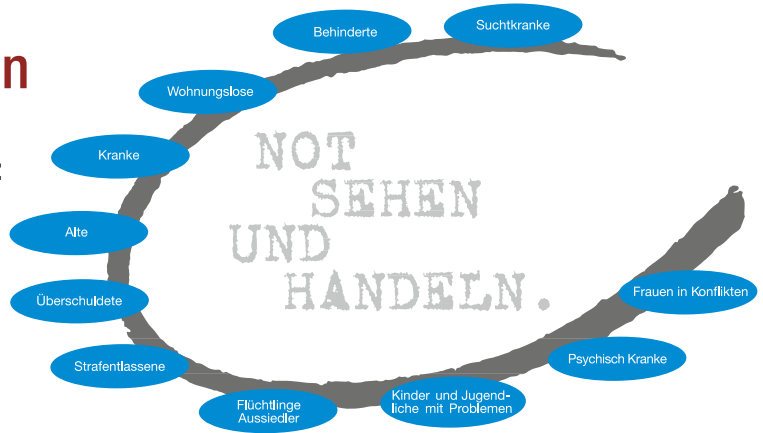 n
:
Suchtkranke
Behinderte
Wohnungslose
Kranke
Alte
Überschuldete
Strafentlassene
Flüchtlinge
Aussiedler
Kinder und Jugend-
liche mit Problemen
Psychisch Kranke
Frauen in Konflikten
NOT
SEHEN
UND
HANDELN.